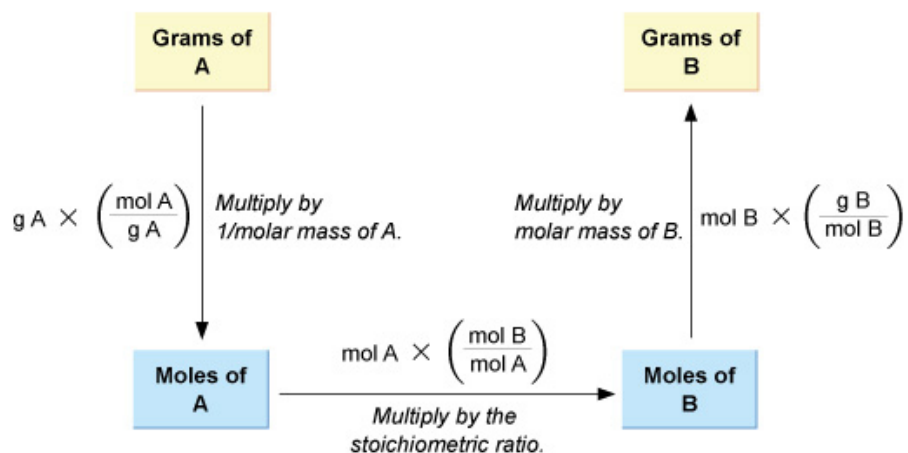 Grams of
A
Grams of
B
g A × (mol A / g A)
Multiply by
1/molar mass of A.
Multiply by
molar mass of B.
mol B × (g B / mol B)
Moles of
A
mol A × (mol B / mol A)
Multiply by the
stoichiometric ratio.
Moles of
B